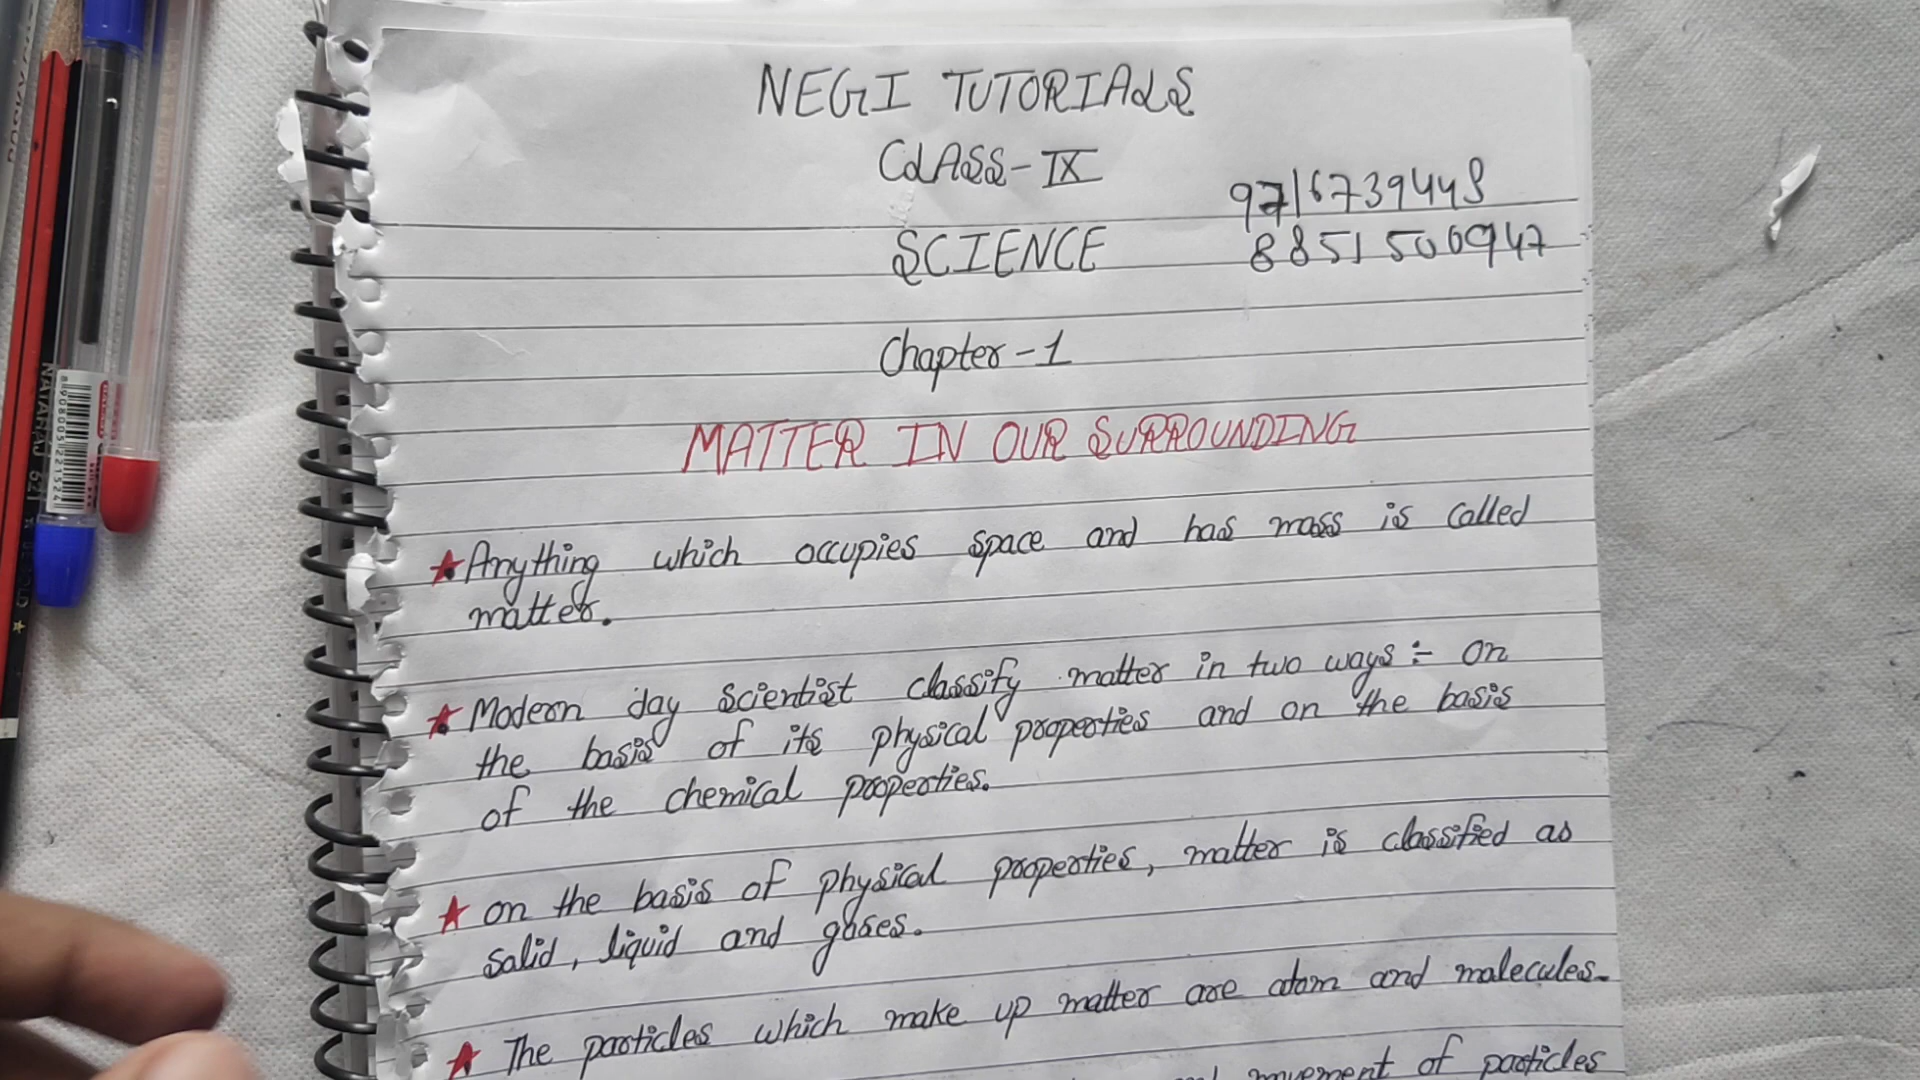 NEGI TUTORIALS
CLASS-IX
9716739448
SCIENCE
8851500947
Chapter-1
MATTER IN OUR SURROUNDING
★ Anything which occupies space and has mass is called
matter.
★ Modern day scientist classify matter in two ways :- on
the basis of its physical properties and on the basis
of the chemical properties.
★ on the basis of physical properties, matter is classified as
solid, liquid and gases.
★ The particles which make up matter are atom and molecules.
movement of particles
NATARAJ 621
8908005221524